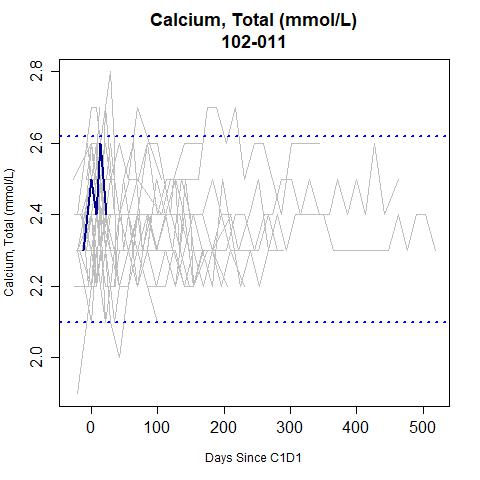 Calcium, Total (mmol/L)
102-011
Calcium, Total (mmol/L)
2.8
2.6
2.4
2.2
2.0
0 100 200 300 400 500
Days Since C1D1